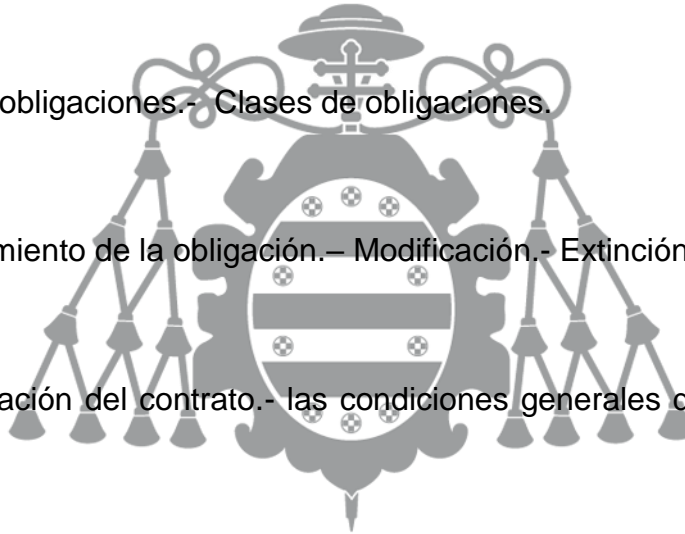 obligaciones.- Clases de obligaciones.
miento de la obligación.– Modificación.- Extinción
ación del contrato.- las condiciones generales